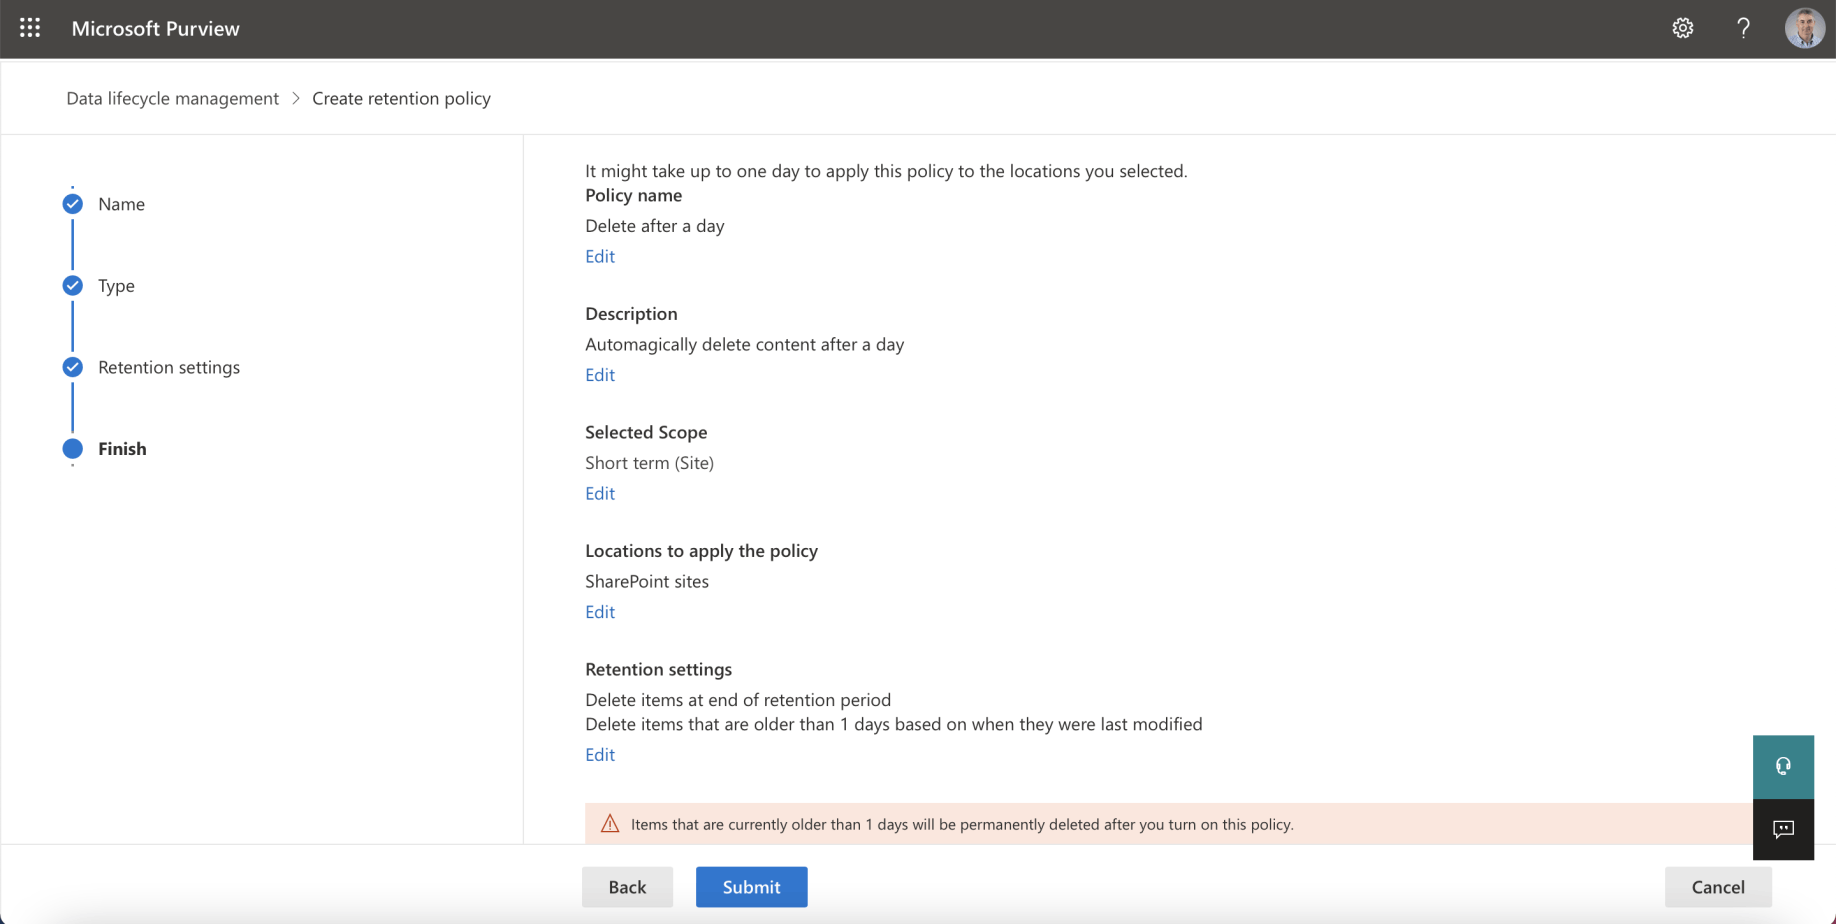 Microsoft Purview
?
Data lifecycle management > Create retention policy
Name
Type
Retention settings
Finish
It might take up to one day to apply this policy to the locations you selected.
Policy name
Delete after a day
Edit
Description
Automagically delete content after a day
Edit
Selected Scope
Short term (Site)
Edit
Locations to apply the policy
SharePoint sites
Edit
Retention settings
Delete items at end of retention period
Delete items that are older than 1 days based on when they were last modified
Edit
Items that are currently older than 1 days will be permanently deleted after you turn on this policy.
Back
Submit
Cancel